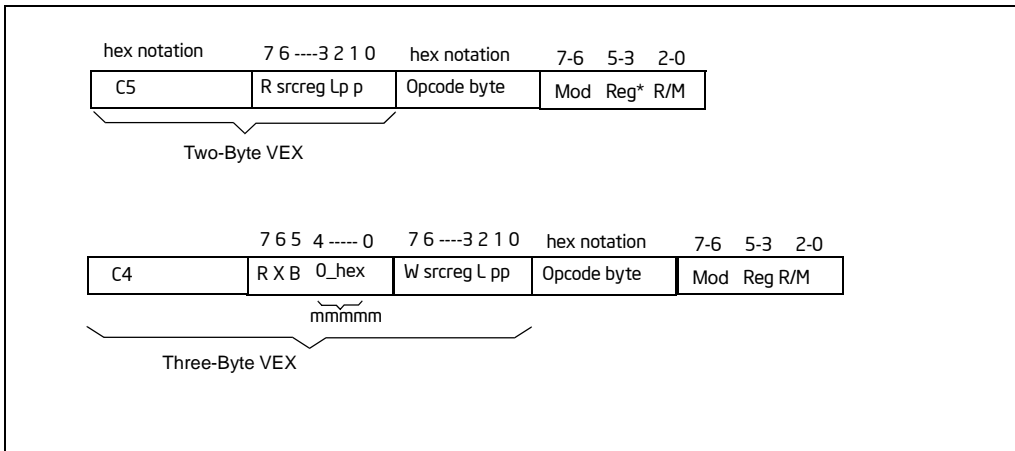 hex notation 7 6 ----3 2 1 0 hex notation 7-6 5-3 2-0
C5 R srcreg Lp p Opcode byte Mod Reg* R/M
Two-Byte VEX
7 6 5 4 ----- 0 7 6 ----3 2 1 0 hex notation 7-6 5-3 2-0
C4 R X B 0_hex W srcreg L pp Opcode byte Mod Reg R/M
mmmmm
Three-Byte VEX